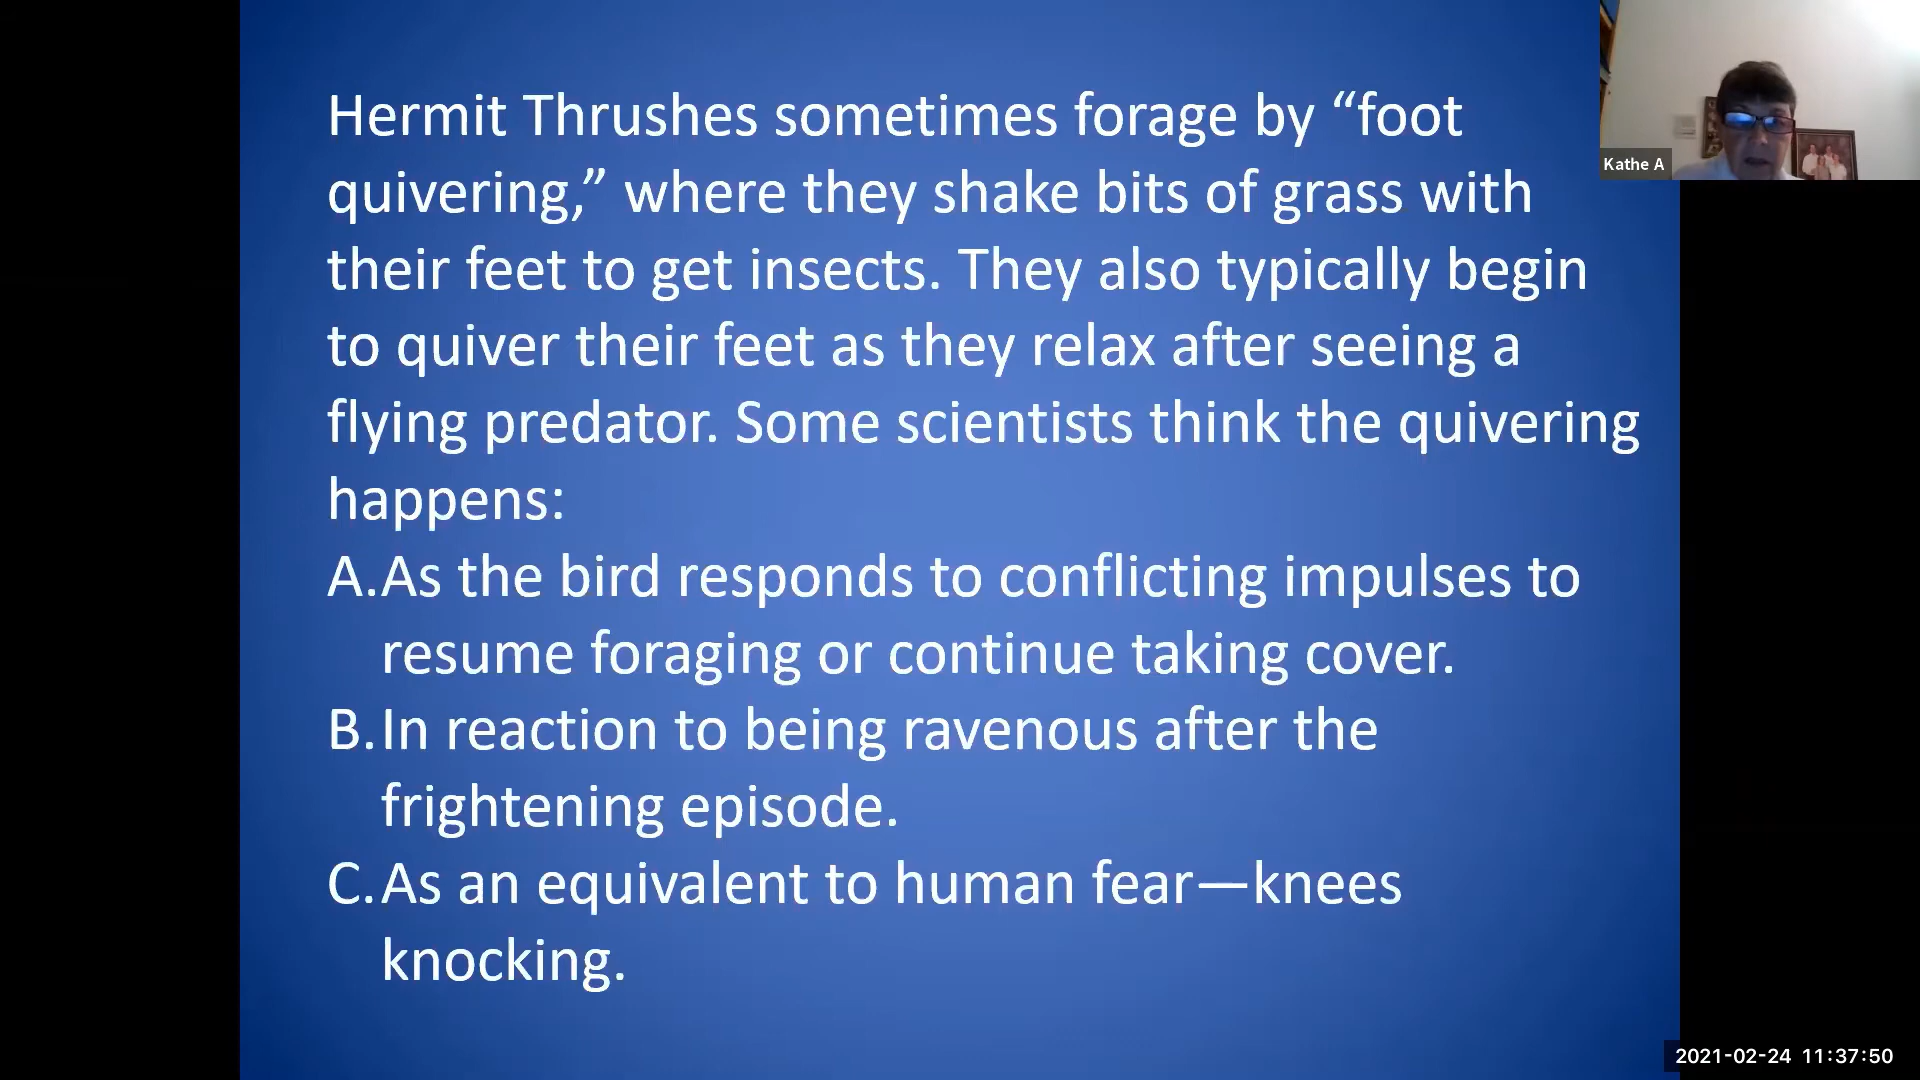 Hermit Thrushes sometimes forage by “foot
quivering,” where they shake bits of grass with
their feet to get insects. They also typically begin
to quiver their feet as they relax after seeing a
flying predator. Some scientists think the quivering
happens:
A. As the bird responds to conflicting impulses to
resume foraging or continue taking cover.
B. In reaction to being ravenous after the
frightening episode.
C. As an equivalent to human fear—knees
knocking.
Kathe A
2021-02-24 11:37:50